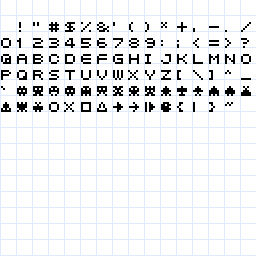 ! " # $ % & ' ( ) * + , - . /
0 1 2 3 4 5 6 7 8 9 : ; < = > ?
@ A B C D E F G H I J K L M N O
P Q R S T U V W X Y Z [ \ ] ^ _
`
{ | } ~